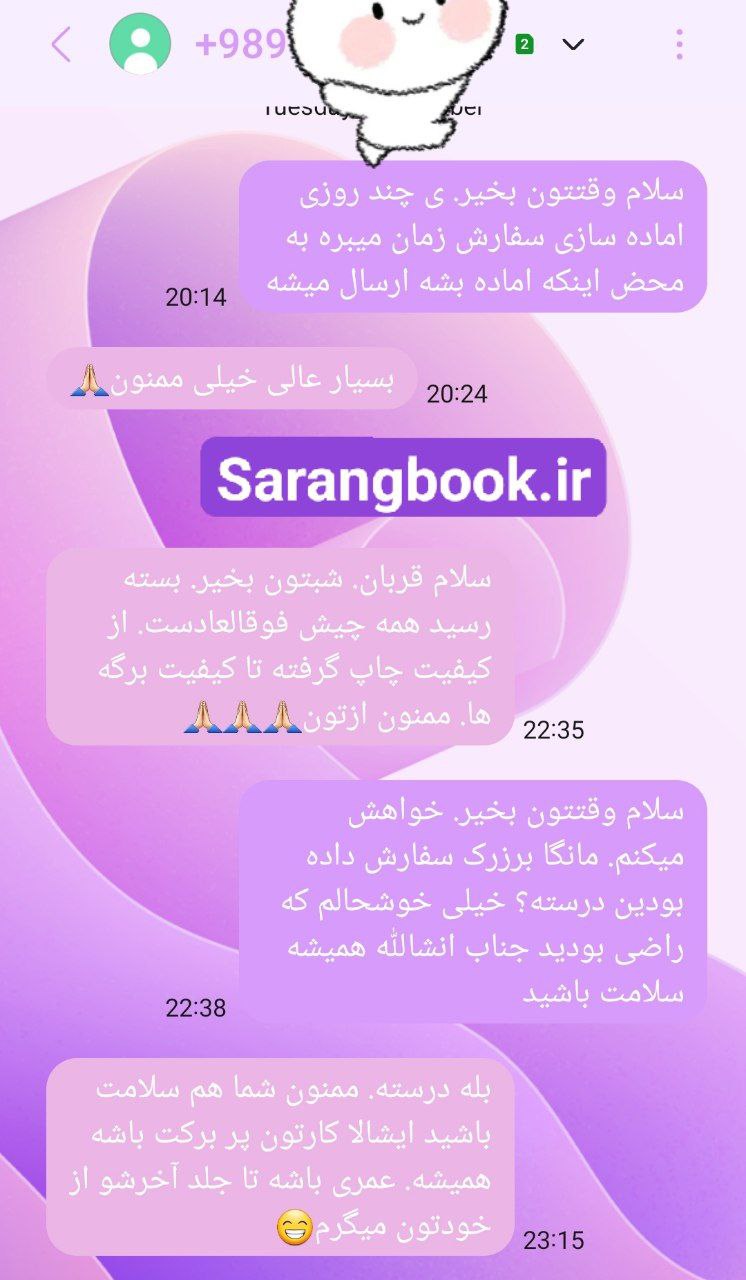 +989
2
20:14
سلام وقتتون بخیر. ی چند روزی
اماده سازی سفارش زمان میبره به
محض اینکه اماده بشه ارسال میشه
بسیار عالی خیلی ممنون🙏🏻
20:24
Sarangbook.ir
سلام قربان. شبتون بخیر. بسته
رسید همه چیش فوقالعادست. از
کیفیت چاپ گرفته تا کیفیت برگه
ها. ممنون ازتون🙏🏻🙏🏻🙏🏻
22:35
سلام وقتتون بخیر. خواهش
میکنم. مانگا برزرک سفارش داده
بودین درسته؟ خیلی خوشحالم که
راضی بودید جناب انشالله همیشه
سلامت باشید
22:38
بله درسته. ممنون شما هم سلامت
باشید ایشالا کارتون پر برکت باشه
همیشه. عمری باشه تا جلد آخرشو از
خودتون میگرم😁
23:15